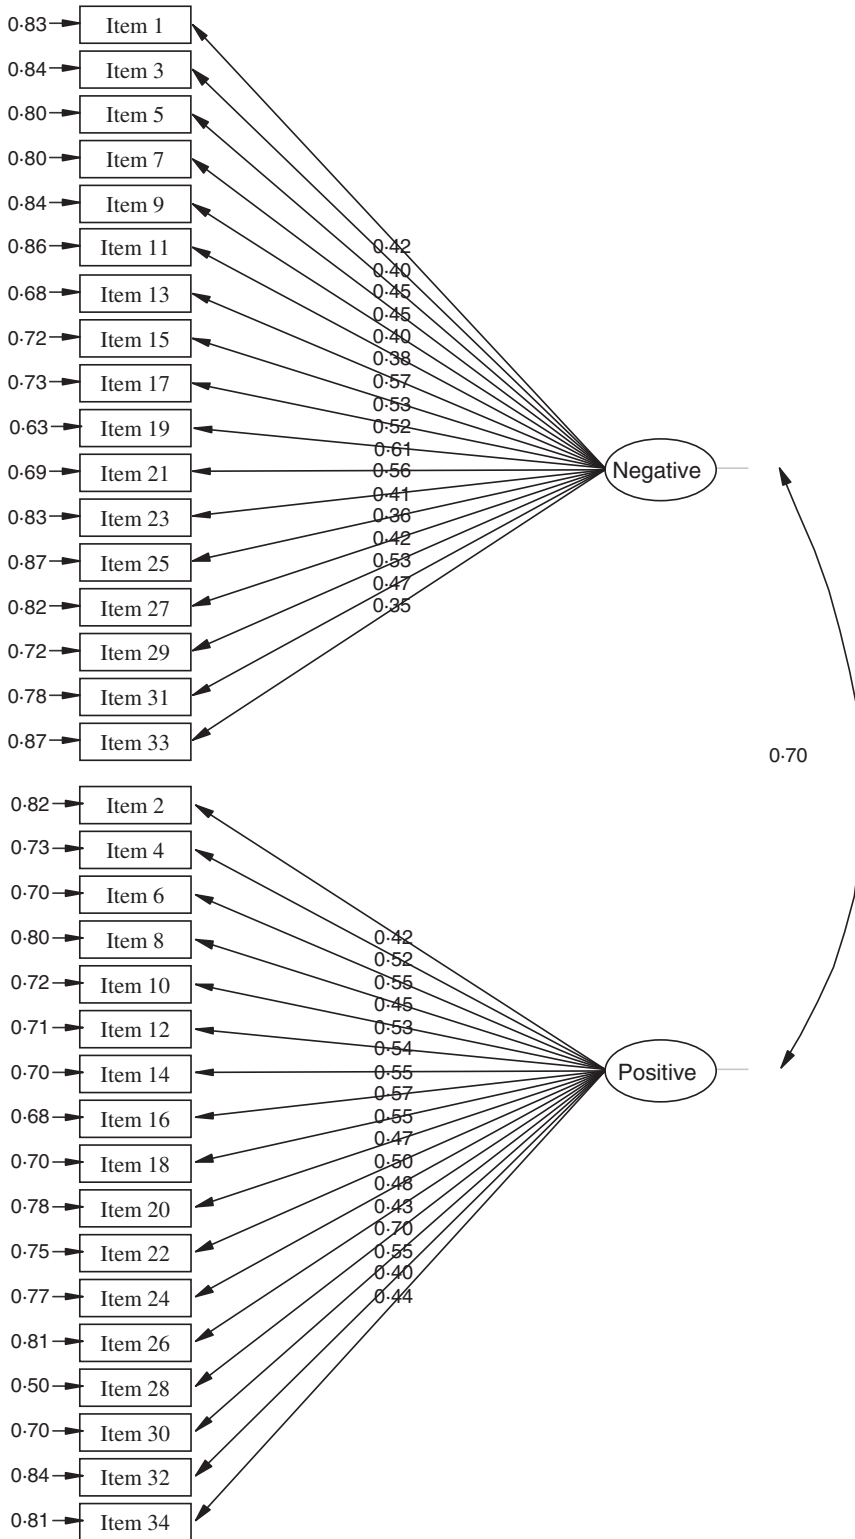 0·83 Item 1
0·84 Item 3
0·80 Item 5
0·80 Item 7
0·84 Item 9
0·86 Item 11
0·68 Item 13
0·72 Item 15
0·73 Item 17
0·63 Item 19
0·69 Item 21
0·83 Item 23
0·87 Item 25
0·82 Item 27
0·72 Item 29
0·78 Item 31
0·87 Item 33
0·42
0·40
0·45
0·45
0·40
0·38
0·57
0·53
0·52
0·61
0·56
0·41
0·36
0·42
0·53
0·47
0·35
Negative
0·70
0·82 Item 2
0·73 Item 4
0·70 Item 6
0·80 Item 8
0·72 Item 10
0·71 Item 12
0·70 Item 14
0·68 Item 16
0·70 Item 18
0·78 Item 20
0·75 Item 22
0·77 Item 24
0·81 Item 26
0·50 Item 28
0·70 Item 30
0·84 Item 32
0·81 Item 34
0·42
0·52
0·55
0·45
0·53
0·54
0·55
0·57
0·55
0·47
0·50
0·48
0·43
0·70
0·55
0·40
0·44
Positive